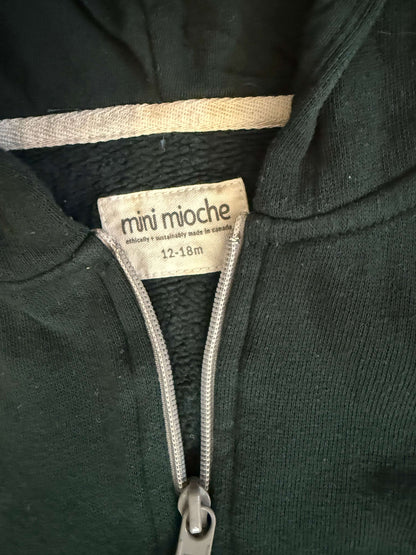 mini mioche
ethically + sustainably made in canada
12-18m